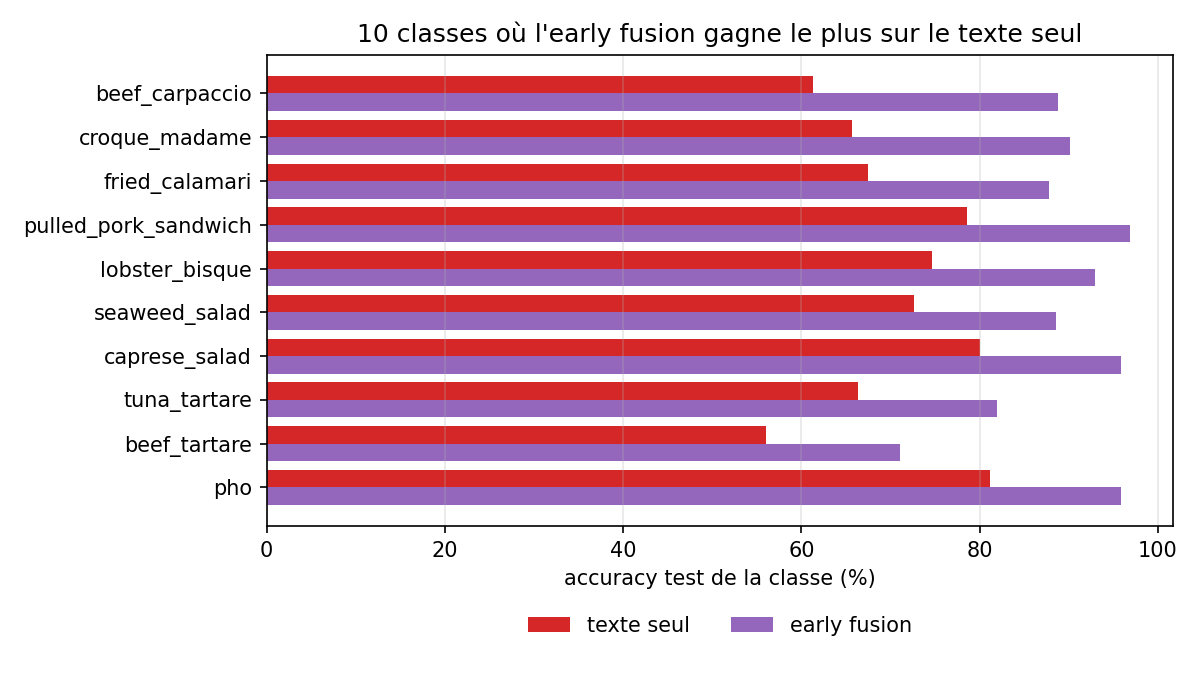 10 classes où l'early fusion gagne le plus sur le texte seul
beef_carpaccio
croque_madame
fried_calamari
pulled_pork_sandwich
lobster_bisque
seaweed_salad
caprese_salad
tuna_tartare
beef_tartare
pho
0 20 40 60 80 100
accuracy test de la classe (%)
texte seul early fusion